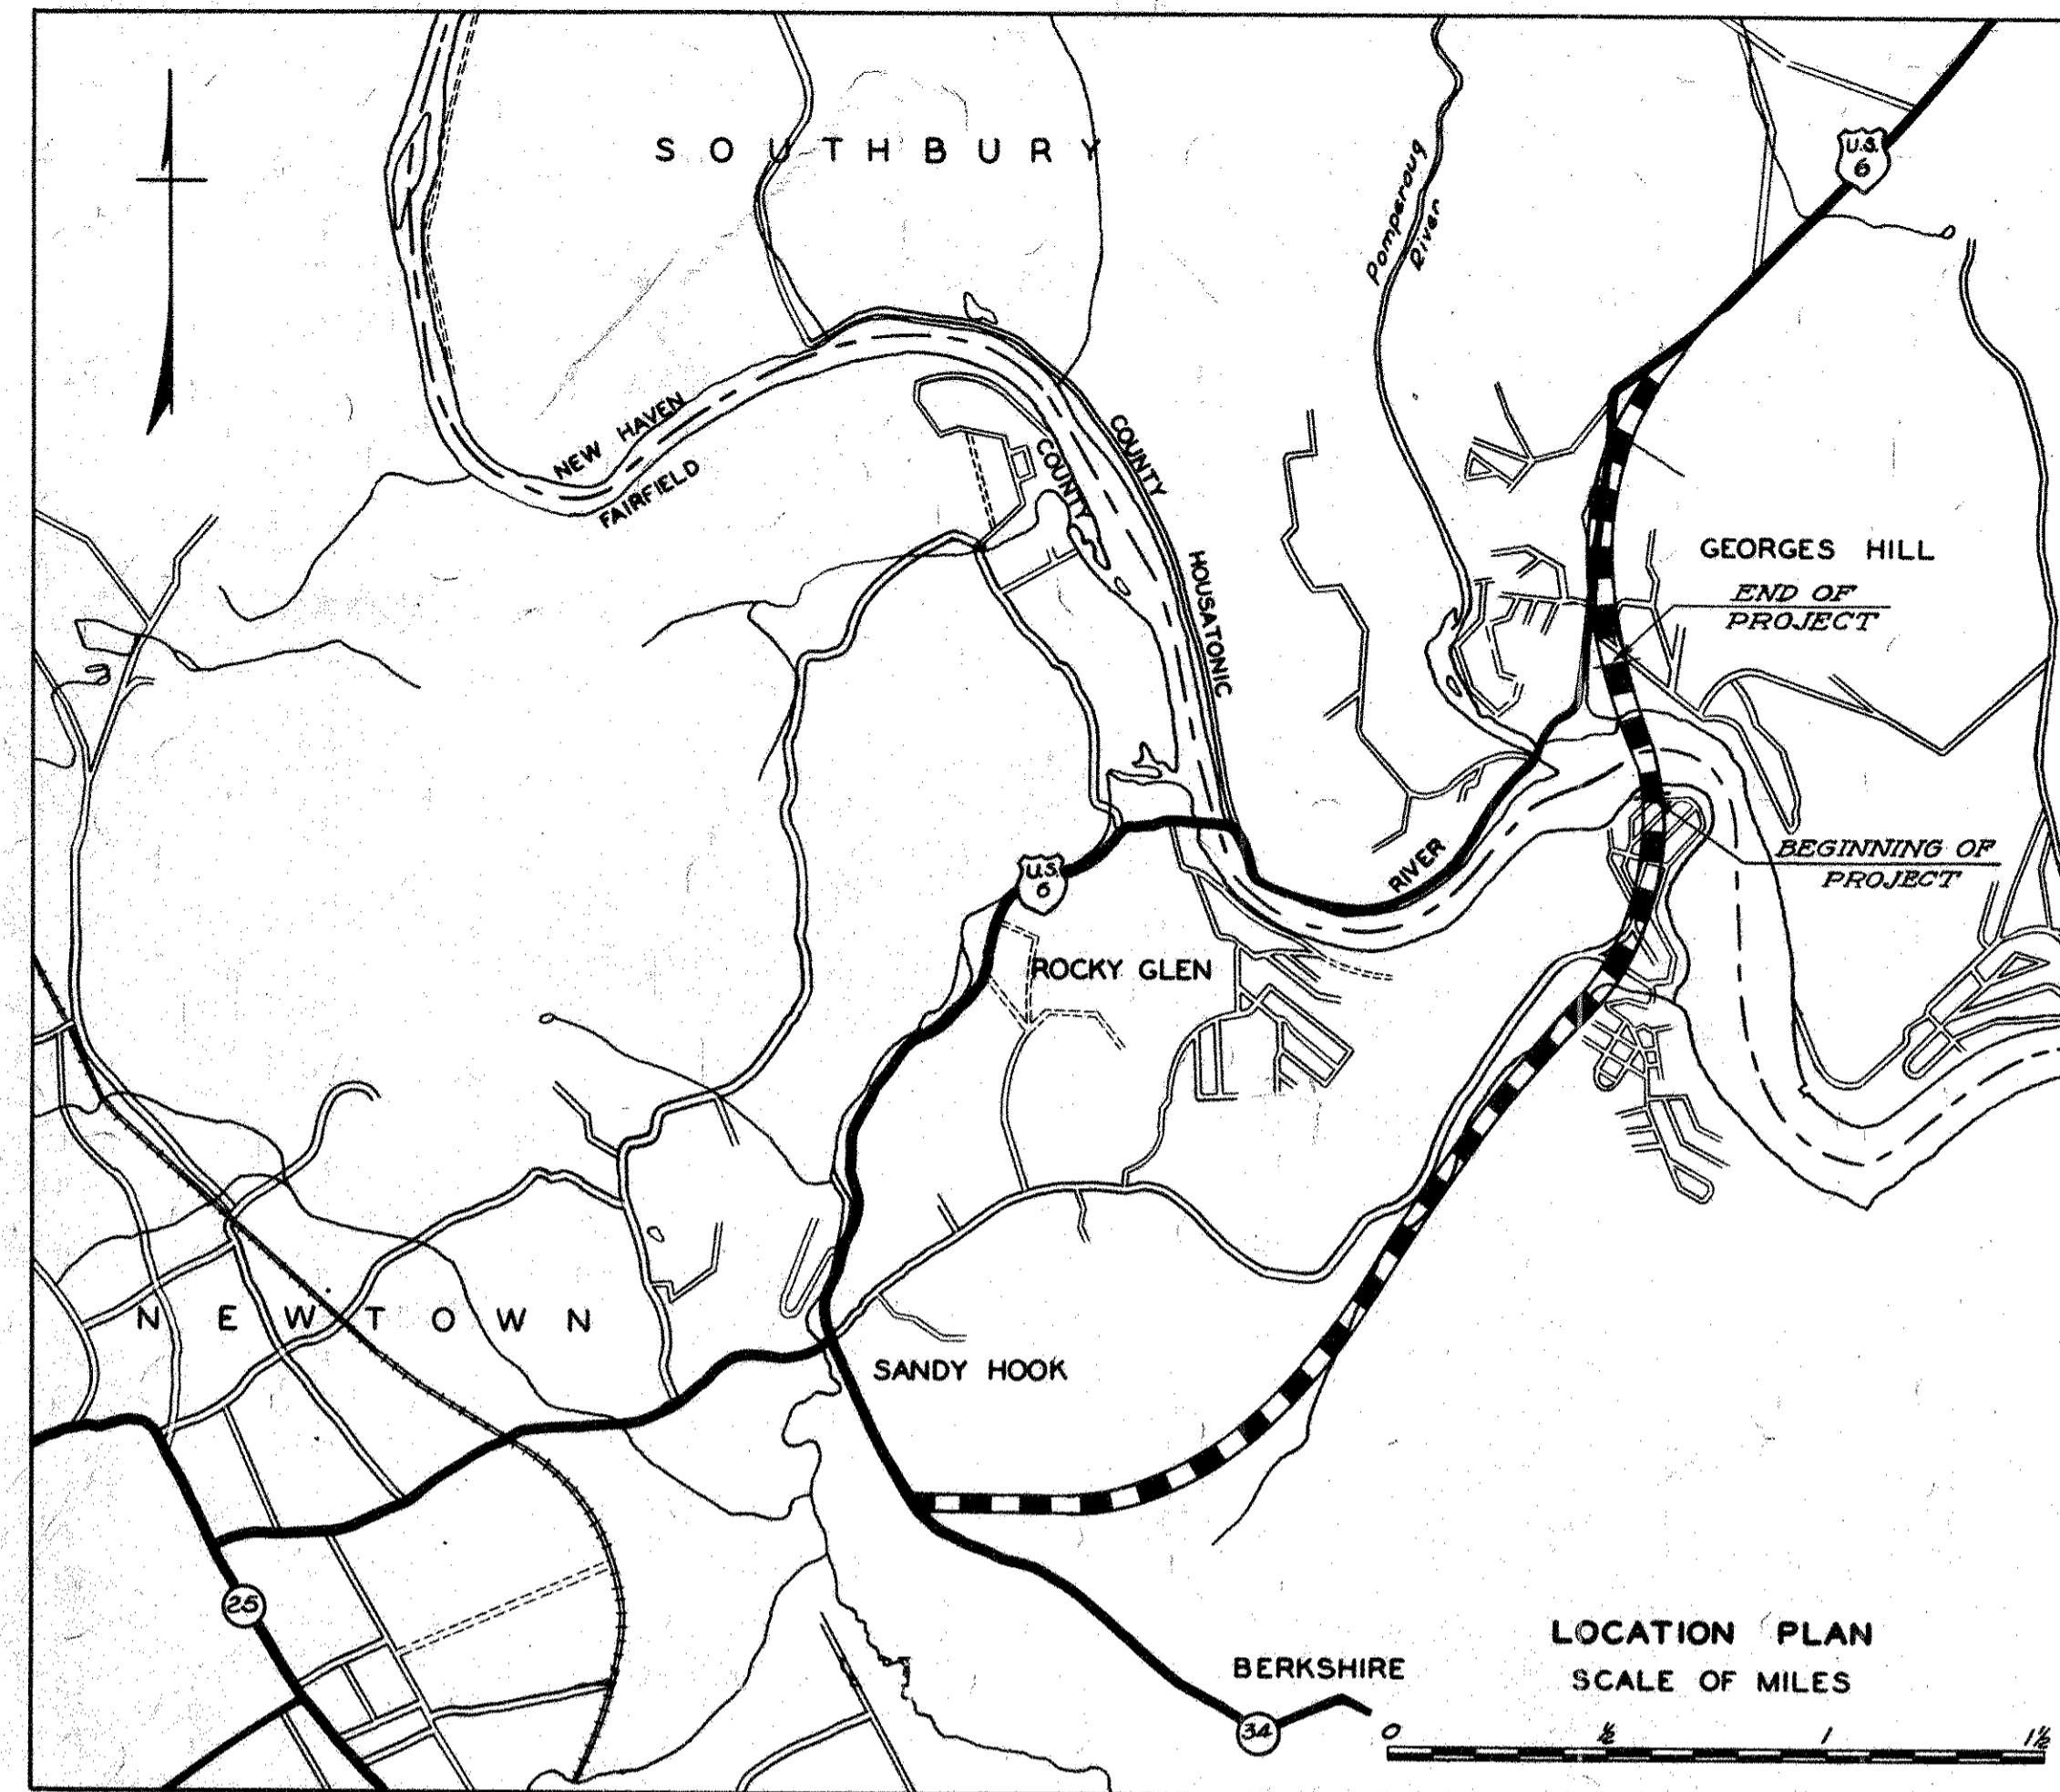 SOUTHBURY
U.S.
6
Pomperaug
River
NEW HAVEN
COUNTY
FAIRFIELD
COUNTY
HOUSATONIC
RIVER
GEORGES HILL
END OF
PROJECT
BEGINNING OF
PROJECT
U.S.
6
ROCKY GLEN
NEWTOWN
SANDY HOOK
25
BERKSHIRE
34
LOCATION PLAN
SCALE OF MILES
0 ½ 1 1½